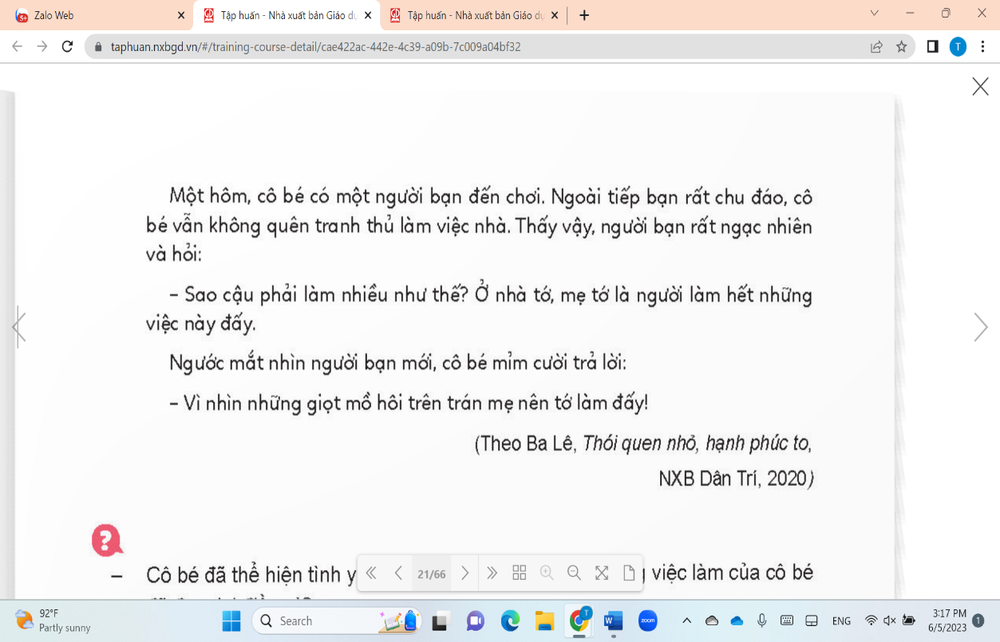 Zalo Web
Tập huấn - Nhà xuất bản Giáo dụ
Tập huấn - Nhà xuất bản Giáo dụ
taphuan.nxbgd.vn/#/training-course-detail/cae422ac-442e-4c39-a09b-7c009a04bf32
T
Một hôm, cô bé có một người bạn đến chơi. Ngoài tiếp bạn rất chu đáo, cô
bé vẫn không quên tranh thủ làm việc nhà. Thấy vậy, người bạn rất ngạc nhiên
và hỏi:
– Sao cậu phải làm nhiều như thế? Ở nhà tớ, mẹ tớ là người làm hết những
việc này đấy.
Ngước mắt nhìn người bạn mới, cô bé mỉm cười trả lời:
– Vì nhìn những giọt mồ hôi trên trán mẹ nên tớ làm đấy!
(Theo Ba Lê, Thói quen nhỏ, hạnh phúc to,
NXB Dân Trí, 2020)
?
– Cô bé đã thể hiện tình y
việc làm của cô bé
21/66
92°F
Partly sunny
Search
T
W
zoom
ENG
3:17 PM
6/5/2023
1